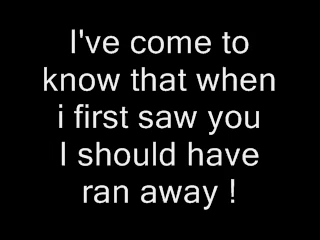 I've come to
know that when
i first saw you
I should have
ran away !